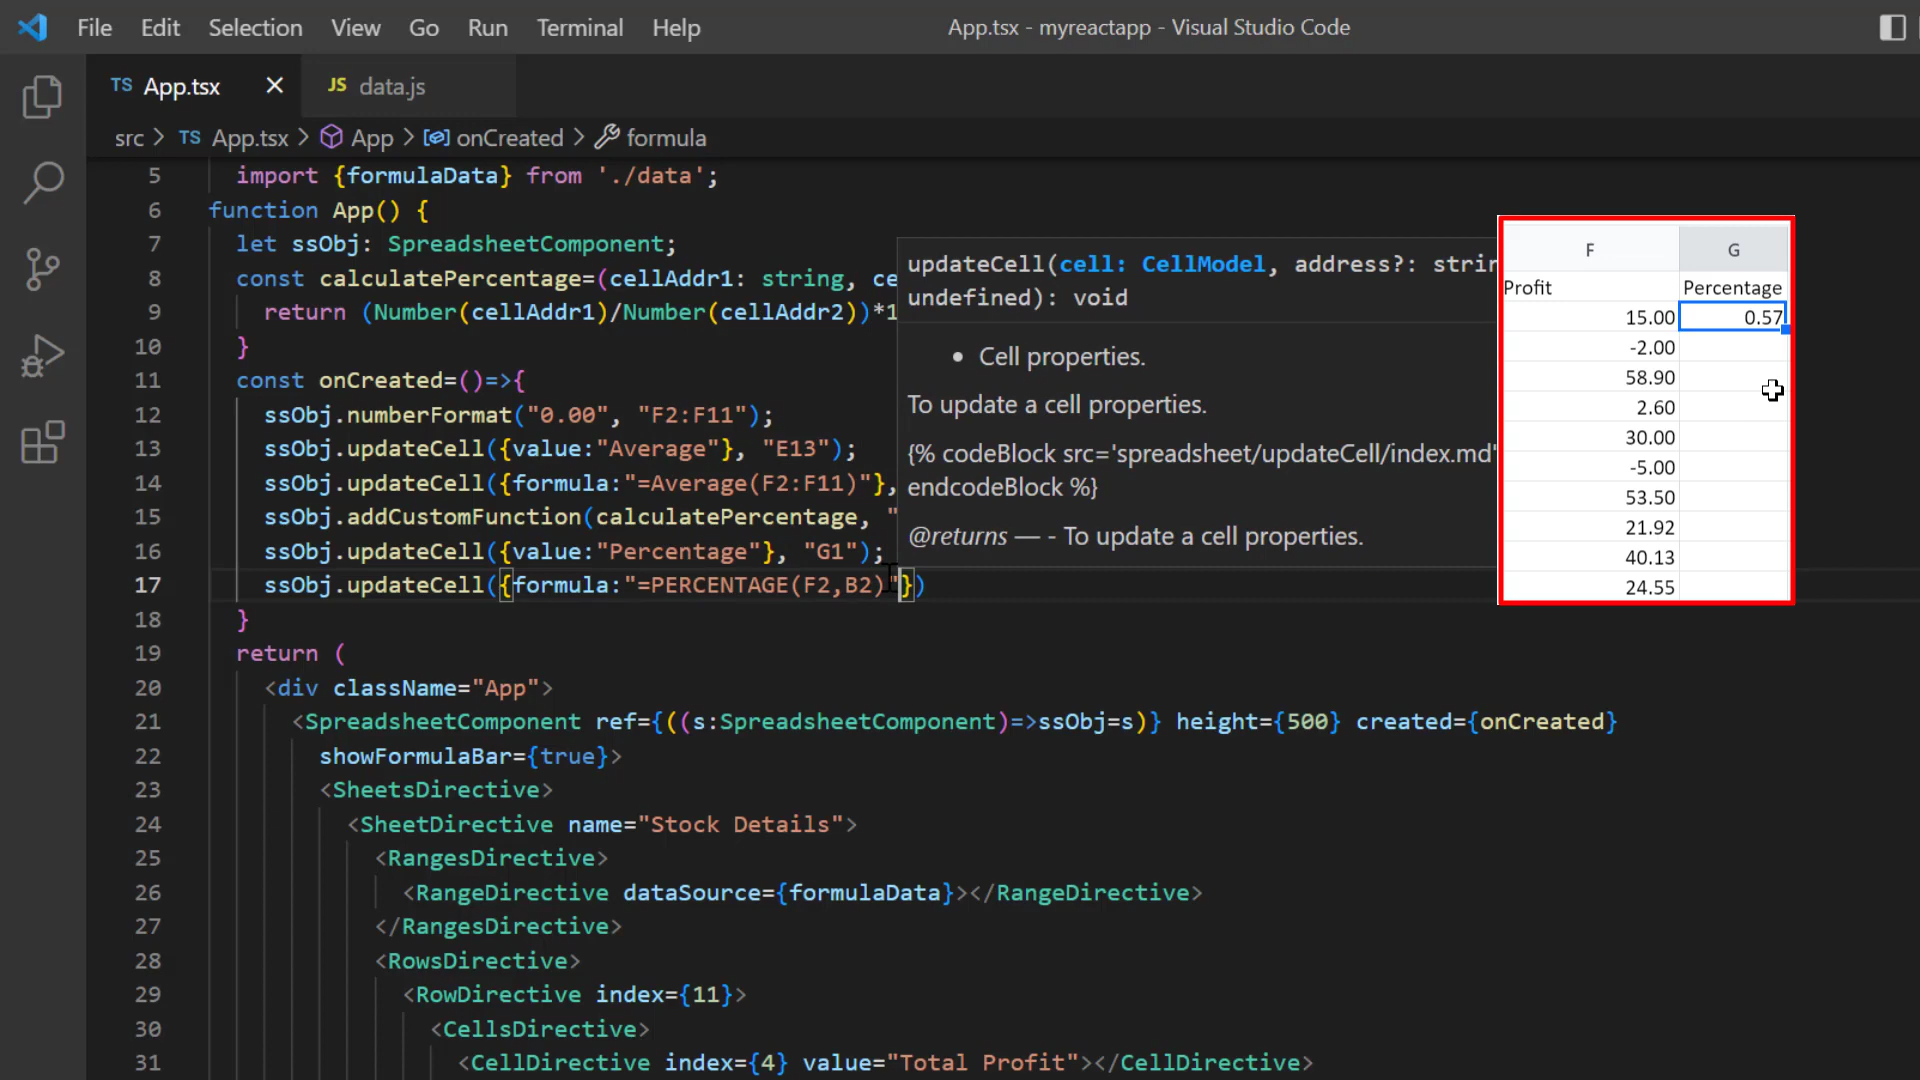 File Edit Selection View Go Run Terminal Help App.tsx - myreactapp - Visual Studio Code
TS App.tsx JS data.js
src > TS App.tsx > App > onCreated > formula
5 import {formulaData} from './data';
6 function App() {
7 let ssObj: SpreadsheetComponent;
8 const calculatePercentage=(cellAddr1: string, ce
9 return (Number(cellAddr1)/Number(cellAddr2))*1
10 }
11 const onCreated=()=>{
12 ssObj.numberFormat("0.00", "F2:F11");
13 ssObj.updateCell({value:"Average"}, "E13");
14 ssObj.updateCell({formula:"=Average(F2:F11)"},
15 ssObj.addCustomFunction(calculatePercentage, "
16 ssObj.updateCell({value:"Percentage"}, "G1");
17 ssObj.updateCell({formula:"=PERCENTAGE(F2,B2)"})
18 }
19 return (
20 <div className="App">
21 <SpreadsheetComponent ref={((s:SpreadsheetComponent)=>ssObj=s)} height={500} created={onCreated}
22 showFormulaBar={true}>
23 <SheetsDirective>
24 <SheetDirective name="Stock Details">
25 <RangesDirective>
26 <RangeDirective dataSource={formulaData}></RangeDirective>
27 </RangesDirective>
28 <RowsDirective>
29 <RowDirective index={11}>
30 <CellsDirective>
31 <CellDirective index={4} value="Total Profit"></CellDirective>
updateCell(cell: CellModel, address?: strin
undefined): void
• Cell properties.
To update a cell properties.
{% codeBlock src='spreadsheet/updateCell/index.md'
endcodeBlock %}
@returns — - To update a cell properties.
F G
Profit Percentage
15.00 0.57
-2.00
58.90
2.60
30.00
-5.00
53.50
21.92
40.13
24.55